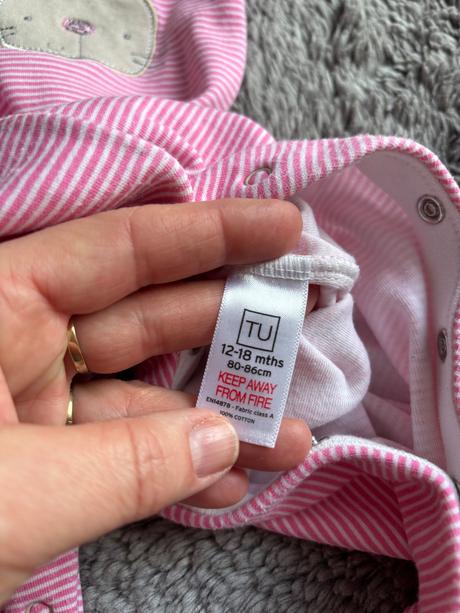 TU
12-18 mths
80-86cm
KEEP AWAY
FROM FIRE
EN14878 - Fabric class A
100% COTTON